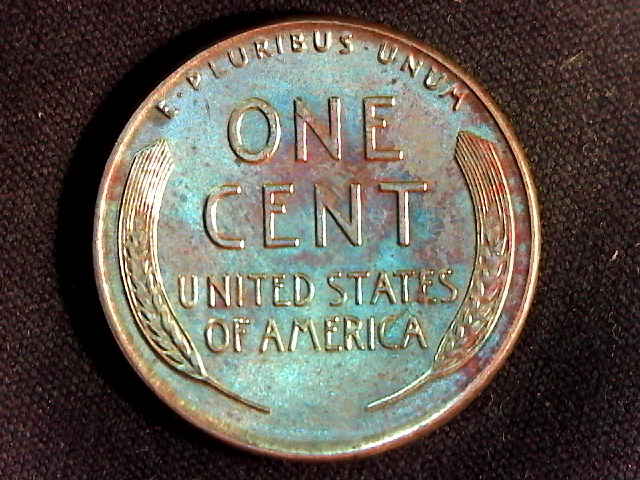 E·PLURIBUS·UNUM
ONE
CENT
UNITED STATES
OF AMERICA